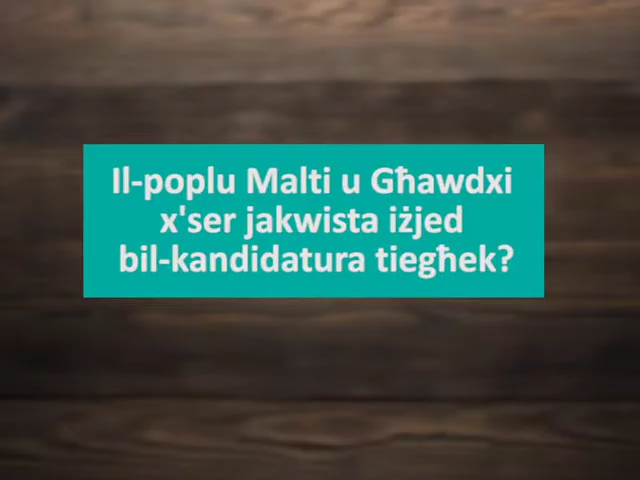 Il-poplu Malti u Għawdxi
x'ser jakwista iżjed
bil-kandidatura tiegħek?